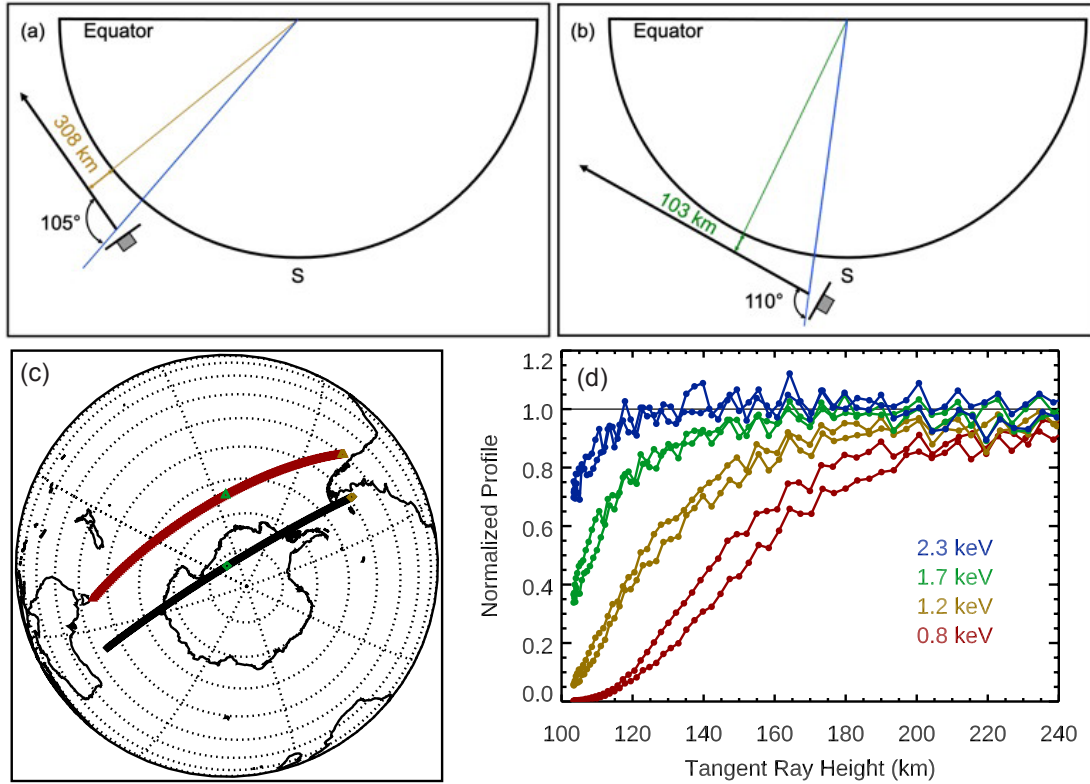 (a)
Equator
308 km
105°
S
(b)
Equator
103 km
110°
S
(c)
(d)
Normalized Profile
1.2
1.0
0.8
0.6
0.4
0.2
0.0
2.3 keV
1.7 keV
1.2 keV
0.8 keV
100 120 140 160 180 200 220 240
Tangent Ray Height (km)